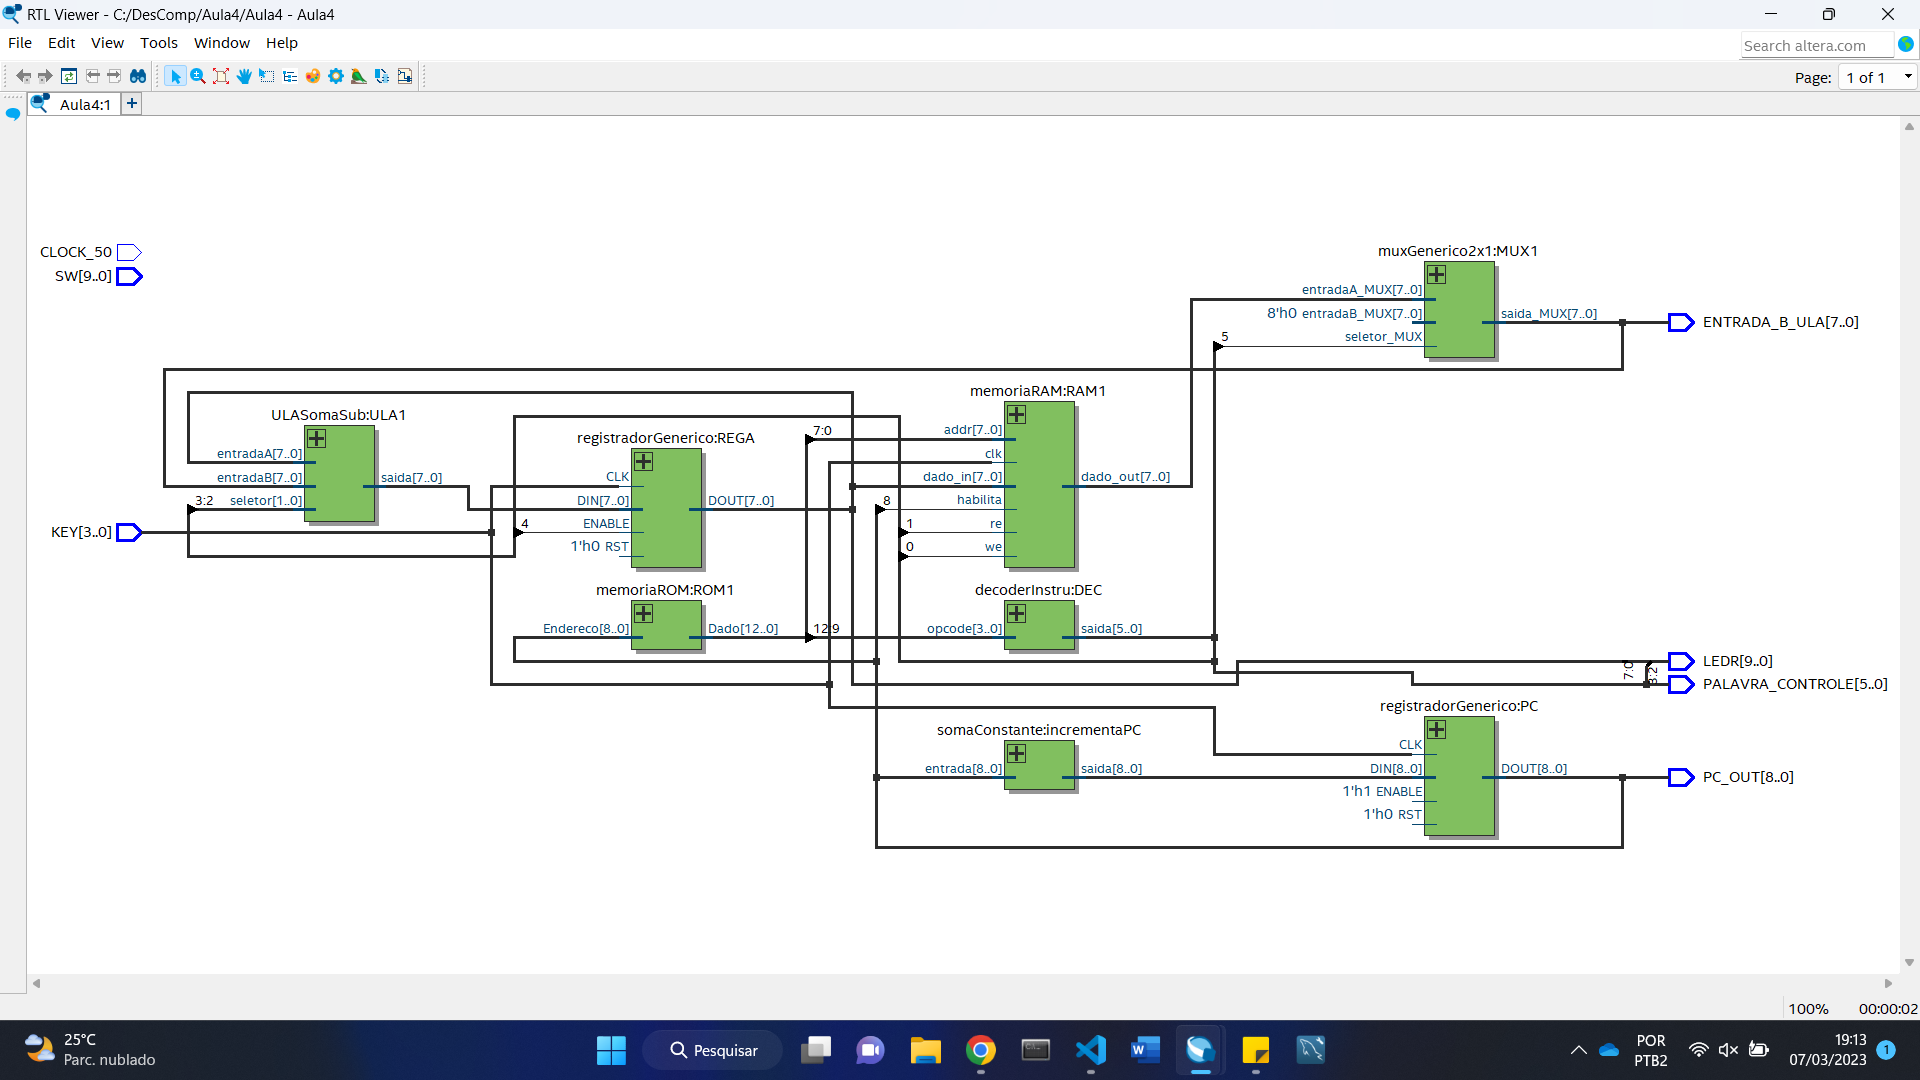 RTL Viewer - C:/DesComp/Aula4/Aula4 - Aula4
File Edit View Tools Window Help
Search altera.com
Page: 1 of 1
Aula4:1
CLOCK_50
SW[9..0]
KEY[3..0]
muxGenerico2x1:MUX1
entradaA_MUX[7..0]
8'h0 entradaB_MUX[7..0]
saida_MUX[7..0]
5
seletor_MUX
ENTRADA_B_ULA[7..0]
ULASomaSub:ULA1
entradaA[7..0]
entradaB[7..0]
saida[7..0]
3:2
seletor[1..0]
registradorGenerico:REGA
CLK
DIN[7..0]
DOUT[7..0]
4
ENABLE
1'h0 RST
memoriaRAM:RAM1
7:0
addr[7..0]
clk
dado_in[7..0]
dado_out[7..0]
8
habilita
1
re
0
we
memoriaROM:ROM1
Endereco[8..0]
Dado[12..0]
12:9
decoderInstru:DEC
opcode[3..0]
saida[5..0]
7:0
3:2
LEDR[9..0]
PALAVRA_CONTROLE[5..0]
somaConstante:incrementaPC
entrada[8..0]
saida[8..0]
registradorGenerico:PC
CLK
DIN[8..0]
DOUT[8..0]
1'h1 ENABLE
1'h0 RST
PC_OUT[8..0]
100% 00:00:02
25°C
Parc. nublado
Pesquisar
POR
PTB2
19:13
07/03/2023
1